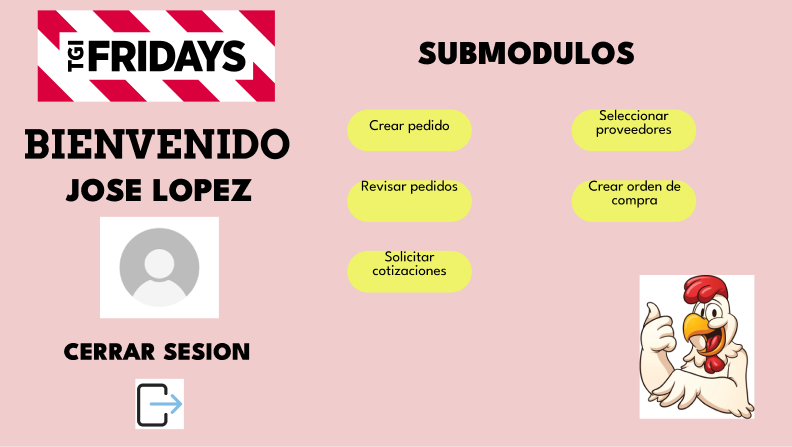 TGI FRIDAYS
BIENVENIDO
JOSE LOPEZ
CERRAR SESION
SUBMODULOS
Crear pedido
Seleccionar
proveedores
Revisar pedidos
Crear orden de
compra
Solicitar
cotizaciones